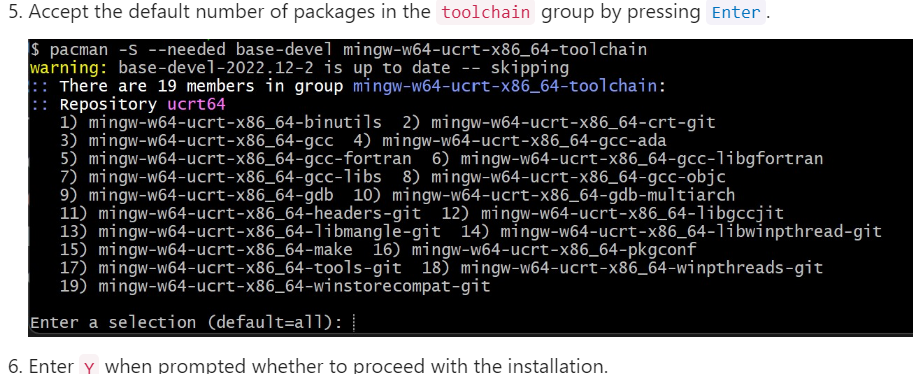 5. Accept the default number of packages in the toolchain group by pressing Enter.
$ pacman -S --needed base-devel mingw-w64-ucrt-x86_64-toolchain
warning: base-devel-2022.12-2 is up to date -- skipping
:: There are 19 members in group mingw-w64-ucrt-x86_64-toolchain:
:: Repository ucrt64
1) mingw-w64-ucrt-x86_64-binutils 2) mingw-w64-ucrt-x86_64-crt-git
3) mingw-w64-ucrt-x86_64-gcc 4) mingw-w64-ucrt-x86_64-gcc-ada
5) mingw-w64-ucrt-x86_64-gcc-fortran 6) mingw-w64-ucrt-x86_64-gcc-libgfortran
7) mingw-w64-ucrt-x86_64-gcc-libs 8) mingw-w64-ucrt-x86_64-gcc-objc
9) mingw-w64-ucrt-x86_64-gdb 10) mingw-w64-ucrt-x86_64-gdb-multiarch
11) mingw-w64-ucrt-x86_64-headers-git 12) mingw-w64-ucrt-x86_64-libgccjit
13) mingw-w64-ucrt-x86_64-libmangle-git 14) mingw-w64-ucrt-x86_64-libwinpthread-git
15) mingw-w64-ucrt-x86_64-make 16) mingw-w64-ucrt-x86_64-pkgconf
17) mingw-w64-ucrt-x86_64-tools-git 18) mingw-w64-ucrt-x86_64-winpthreads-git
19) mingw-w64-ucrt-x86_64-winstorecompat-git
Enter a selection (default=all):
6. Enter Y when prompted whether to proceed with the installation.